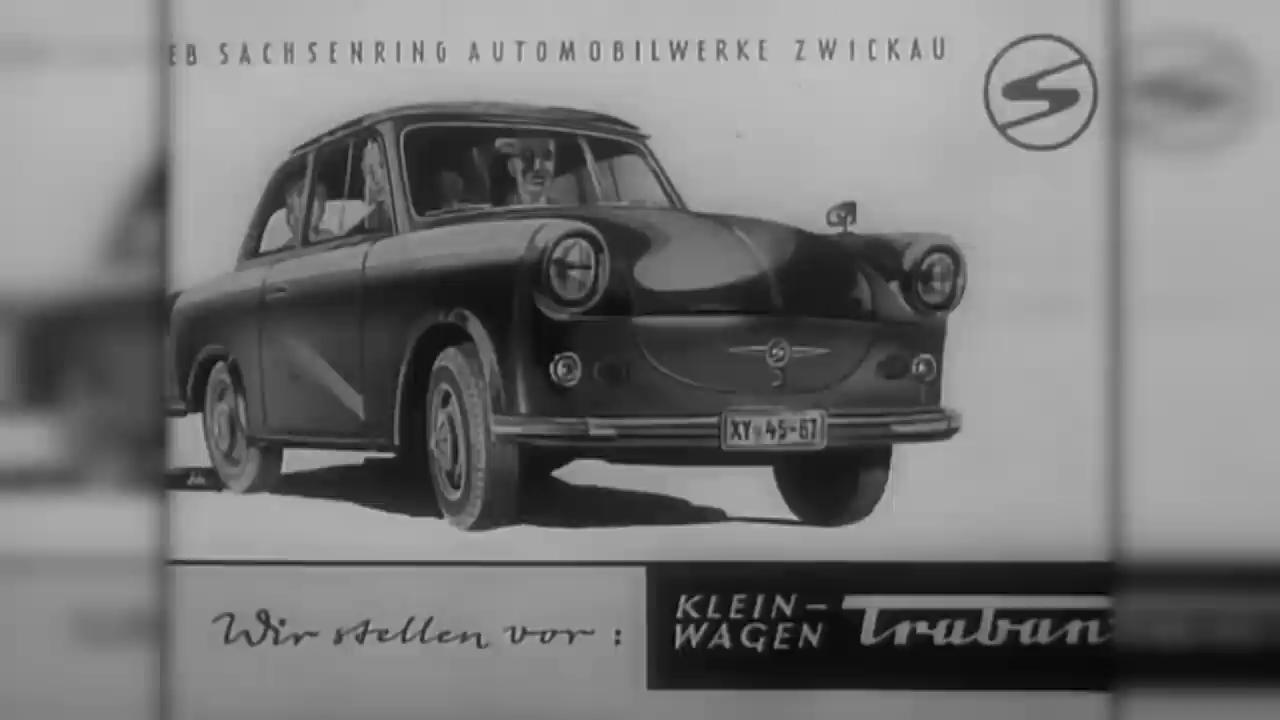 EB SACHSENRING AUTOMOBILWERKE ZWICKAU
S
XY·45-67
Wir stellen vor:
KLEIN-
WAGEN
Traban